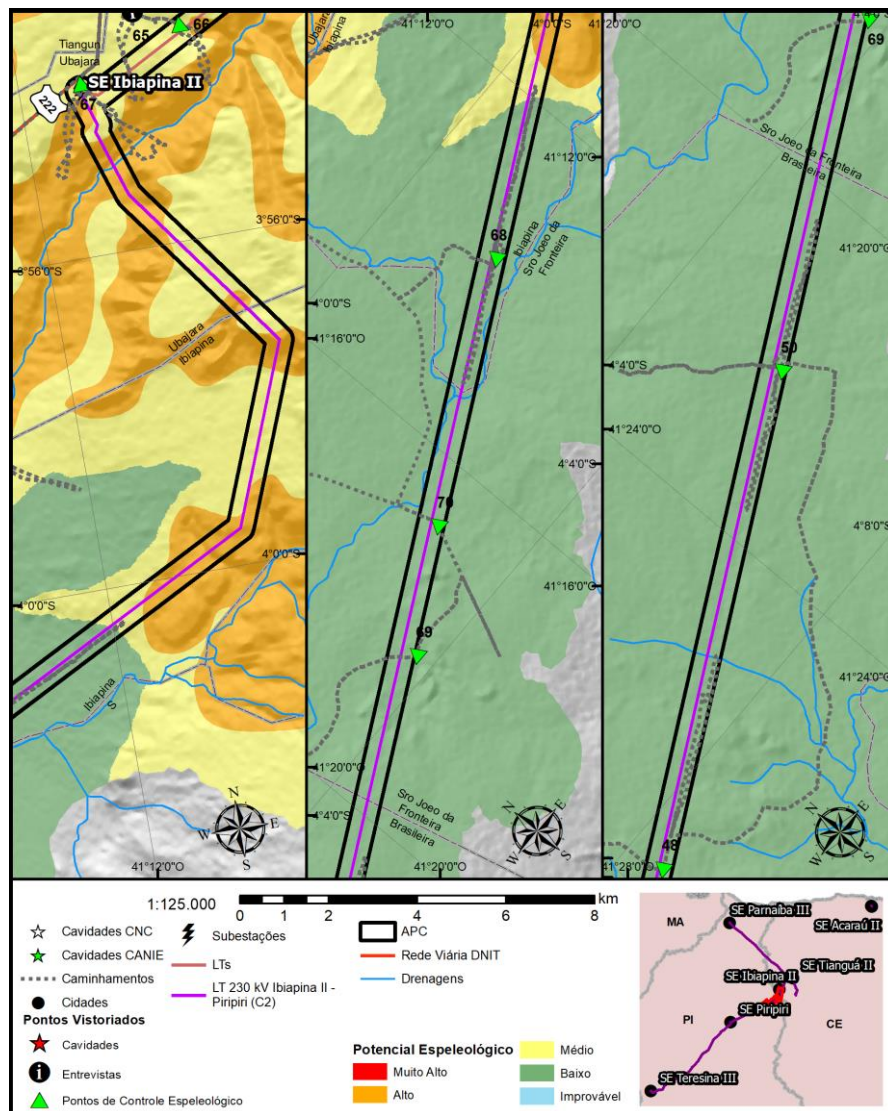 65
66
Tiangun
Ubajara
SE Ibiapina II
67
222
3°56'0"S
3°56'0"S
Ubajara
Ibiapina
4°0'0"S
4°0'0"S
Ibiapina
S
N
W
E
S
41°12'0"O
Ubajara
Ibiapina
41°12'0"O
4°0'0"S
41°12'0"O
68
Ibiapina
Sro Joeo da
Fronteira
4°0'0"S
41°16'0"O
4°4'0"S
70
41°16'0"O
69
41°20'0"O
4°4'0"S
Sro Joeo da
Fronteira
Brasileira
N
E
W
S
41°20'0"O
41°20'0"O
69
Sro Joeo da Fronteira
Brasileira
41°20'0"O
50
4°4'0"S
41°24'0"O
4°8'0"S
41°24'0"O
N
E
W
S
48
41°28'0"O
1:125.000
0 1 2 4 6 8
km
Cavidades CNC
Cavidades CANIE
Caminhamentos
Cidades
Pontos Vistoriados
Cavidades
Entrevistas
Pontos de Controle Espeleológico
Subestações
LTs
LT 230 kV Ibiapina II -
Piripiri (C2)
APC
Rede Viária DNIT
Drenagens
Potencial Espeleológico
Muito Alto
Alto
Médio
Baixo
Improvável
SE Parnaiba III
MA
SE Acaraú II
SE Tianguá II
SE Ibiapina II
SE Piripiri
PI
CE
SE Teresina III